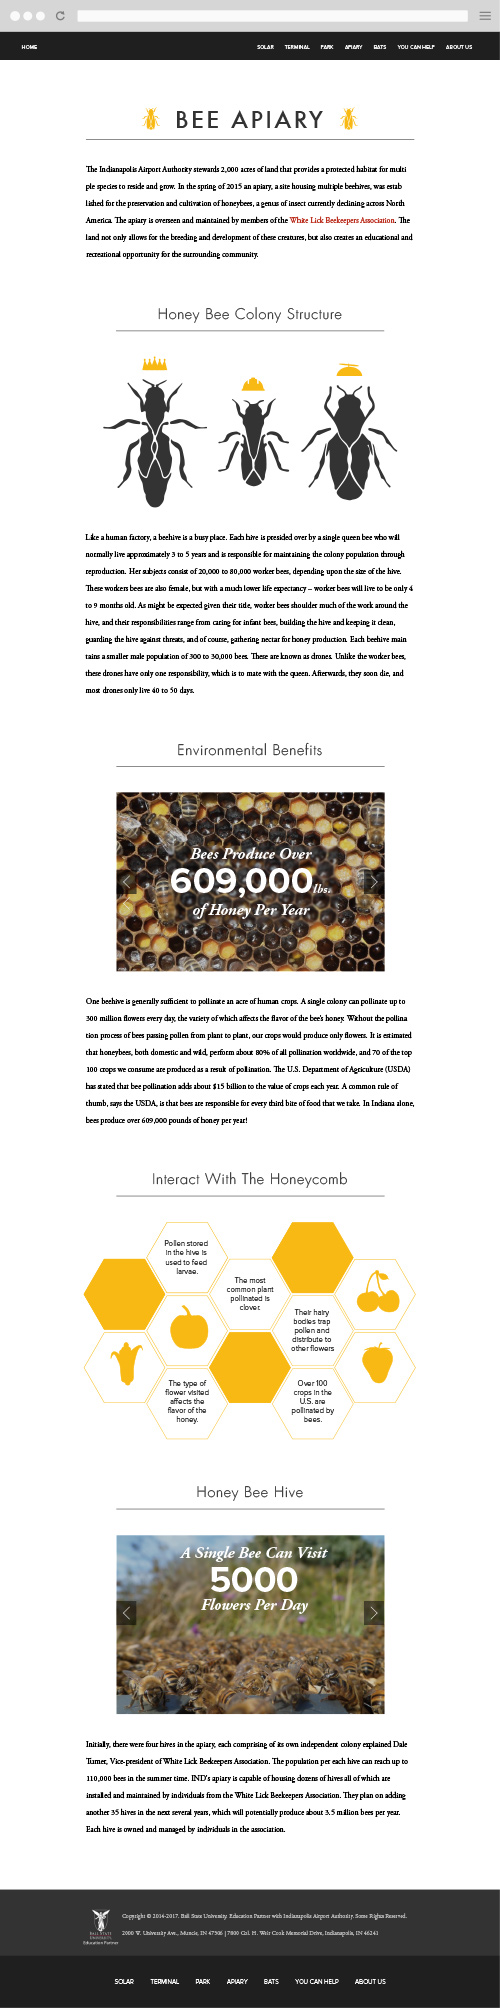 HOME SOLAR TERMINAL PARK APIARY BATS YOU CAN HELP ABOUT US
BEE APIARY
The Indianapolis Airport Authority stewards 2,000 acres of land that provides a protected habitat for multi
ple species to reside and grow. In the spring of 2015 an apiary, a site housing multiple beehives, was estab
lished for the preservation and cultivation of honeybees, a genus of insect currently declining across North
America. The apiary is overseen and maintained by members of the White Lick Beekeepers Association. The
land not only allows for the breeding and development of these creatures, but also creates an educational and
recreational opportunity for the surrounding community.
Honey Bee Colony Structure
Like a human factory, a beehive is a busy place. Each hive is presided over by a single queen bee who will
normally live approximately 3 to 5 years and is responsible for maintaining the colony population through
reproduction. Her subjects consist of 20,000 to 80,000 worker bees, depending upon the size of the hive.
These workers bees are also female, but with a much lower life expectancy – worker bees will live to be only 4
to 9 months old. As might be expected given their title, worker bees shoulder much of the work around the
hive, and their responsibilities range from caring for infant bees, building the hive and keeping it clean,
guarding the hive against threats, and of course, gathering nectar for honey production. Each beehive main
tains a smaller male population of 300 to 30,000 bees. These are known as drones. Unlike the worker bees,
these drones have only one responsibility, which is to mate with the queen. Afterwards, they soon die, and
most drones only live 40 to 50 days.
Environmental Benefits
Bees Produce Over
609,000 lbs.
of Honey Per Year
One beehive is generally sufficient to pollinate an acre of human crops. A single colony can pollinate up to
300 million flowers every day, the variety of which affects the flavor of the bee's honey. Without the pollina
tion process of bees passing pollen from plant to plant, our crops would produce only flowers. It is estimated
that honeybees, both domestic and wild, perform about 80% of all pollination worldwide, and 70 of the top
100 crops we consume are produced as a result of pollination. The U.S. Department of Agriculture (USDA)
has stated that bee pollination adds about $15 billion to the value of crops each year. A common rule of
thumb, says the USDA, is that bees are responsible for every third bite of food that we take. In Indiana alone,
bees produce over 609,000 pounds of honey per year!
Interact With The Honeycomb
Pollen stored
in the hive is
used to feed
larvae.
The most
common plant
pollinated is
clover.
Their hairy
bodies trap
pollen and
distribute to
other flowers
The type of
flower visited
affects the
flavor of the
honey.
Over 100
crops in the
U.S. are
pollinated by
bees.
Honey Bee Hive
A Single Bee Can Visit
5000
Flowers Per Day
Initially, there were four hives in the apiary, each comprising of its own independent colony explained Dale
Turner, Vice-president of White Lick Beekeepers Association. The population per each hive can reach up to
110,000 bees in the summer time. IND's apiary is capable of housing dozens of hives all of which are
installed and maintained by individuals from the White Lick Beekeepers Association. They plan on adding
another 35 hives in the next several years, which will potentially produce about 3.5 million bees per year.
Each hive is owned and managed by individuals in the association.
BALL STATE
UNIVERSITY
Education Partner
Copyright © 2014-2017. Ball State University. Education Partner with Indianapolis Airport Authority. Some Rights Reserved.
2000 W. University Ave., Muncie, IN 47306 | 7800 Col. H. Weir Cook Memorial Drive, Indianapolis, IN 46241
SOLAR TERMINAL PARK APIARY BATS YOU CAN HELP ABOUT US